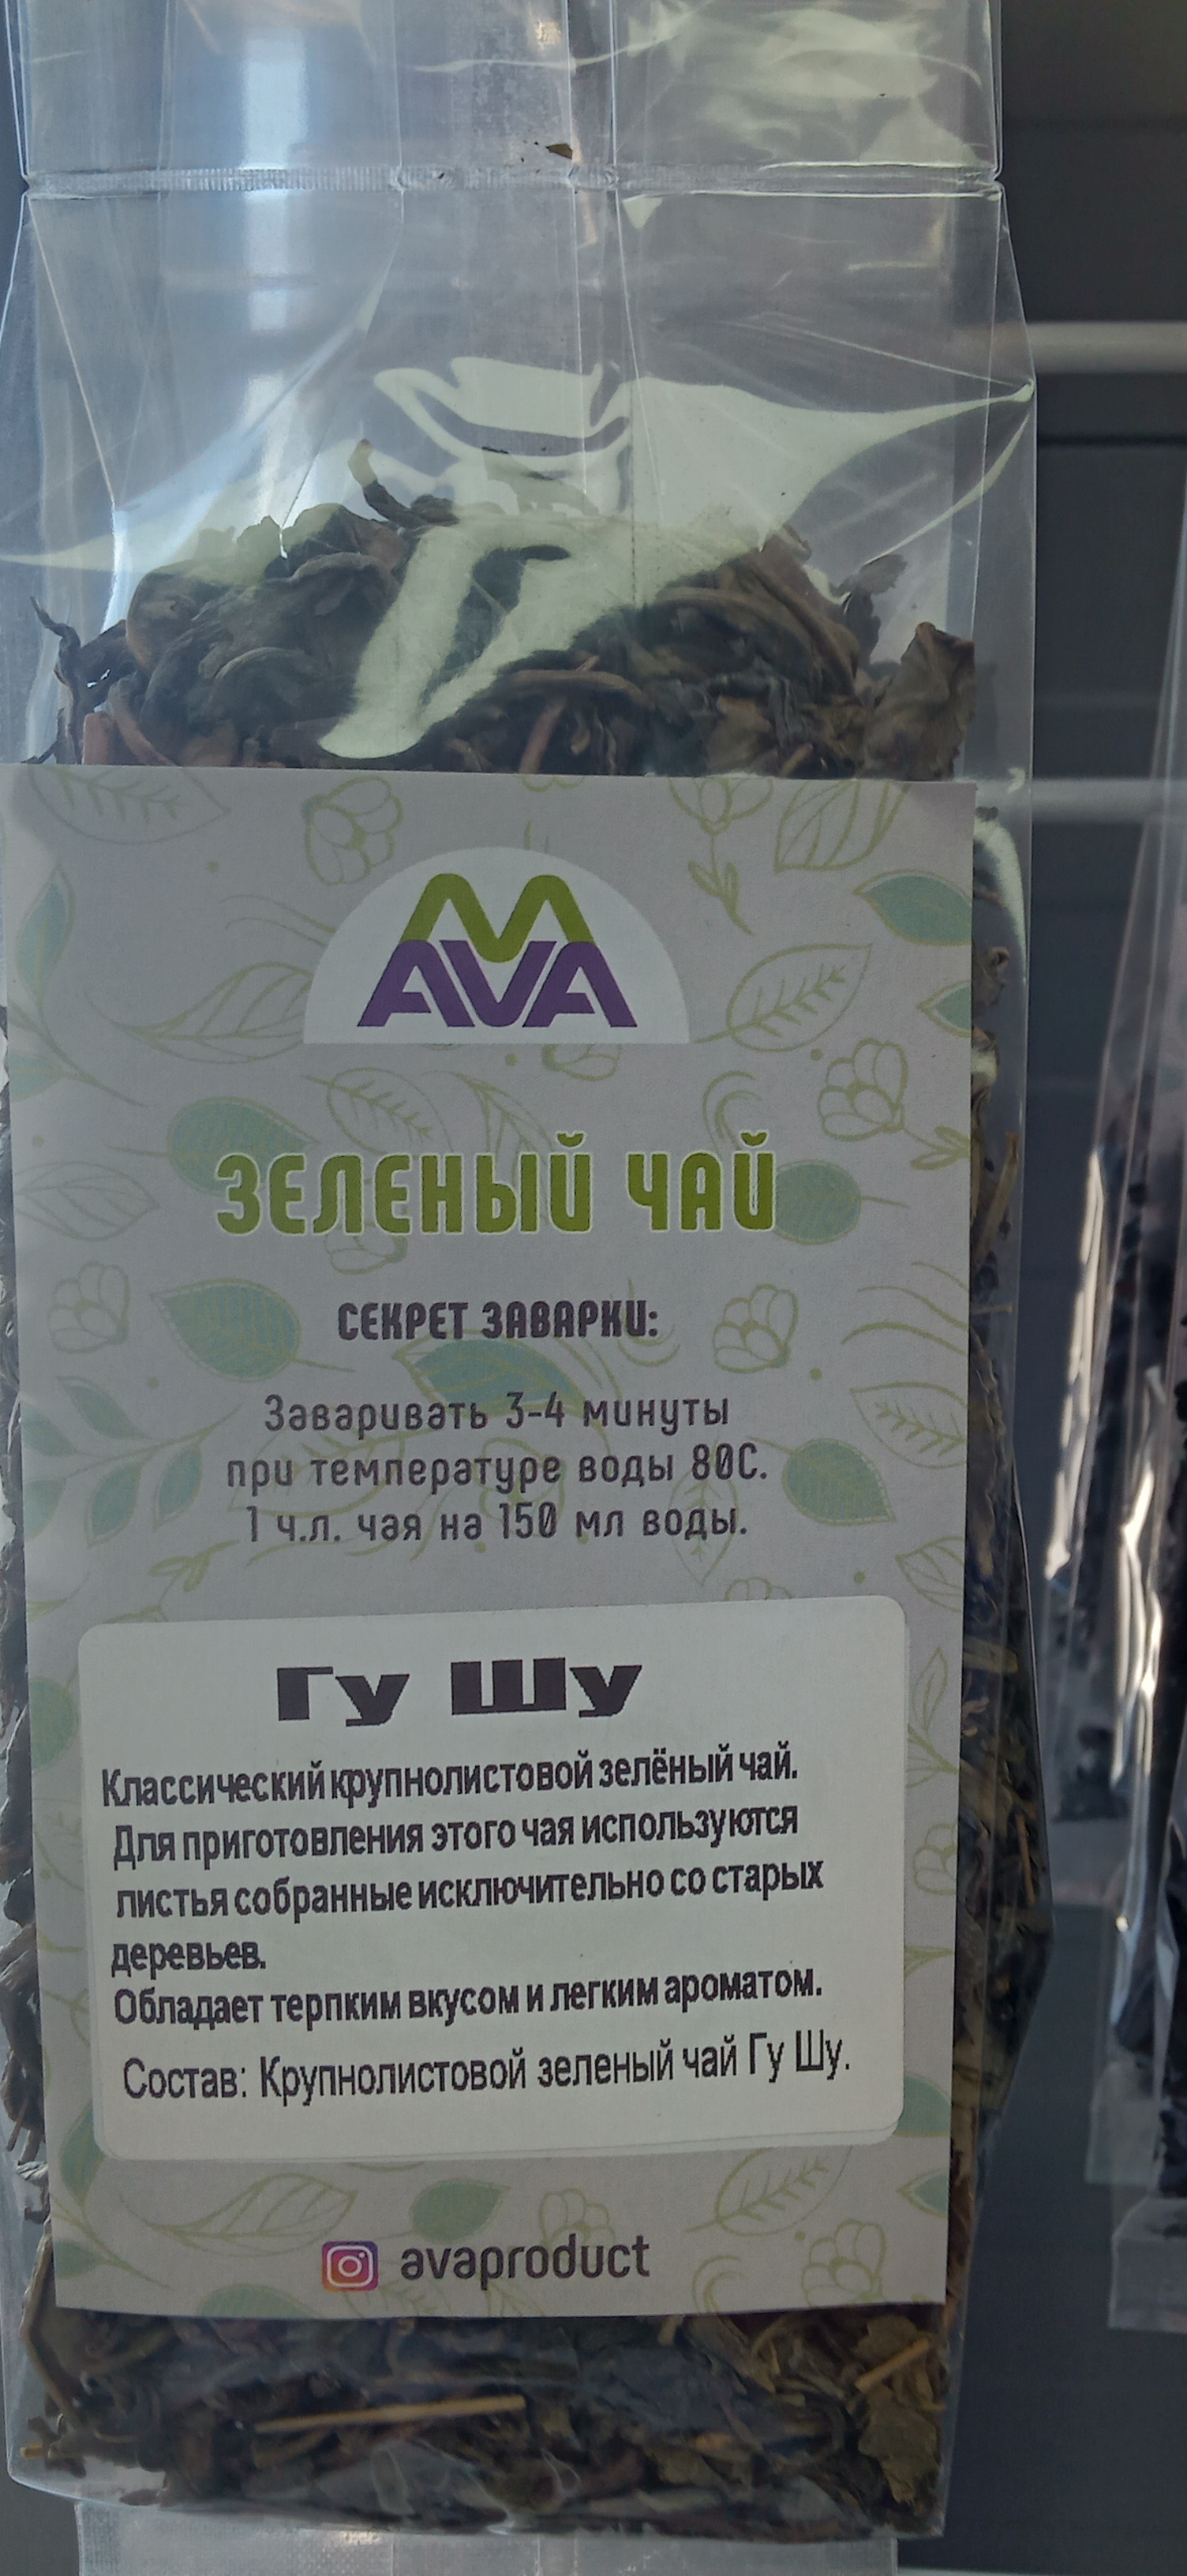 AVA
ЗЕЛЕНЫЙ ЧАЙ
СЕКРЕТ ЗАВАРКИ:
Заваривать 3-4 минуты
при температуре воды 80С.
1 ч.л. чая на 150 мл воды.
Гу Шу
Классический крупнолистовой зелёный чай.
Для приготовления этого чая используются
листья собранные исключительно со старых
деревьев.
Обладает терпким вкусом и легким ароматом.
Состав: Крупнолистовой зеленый чай Гу Шу.
avaproduct